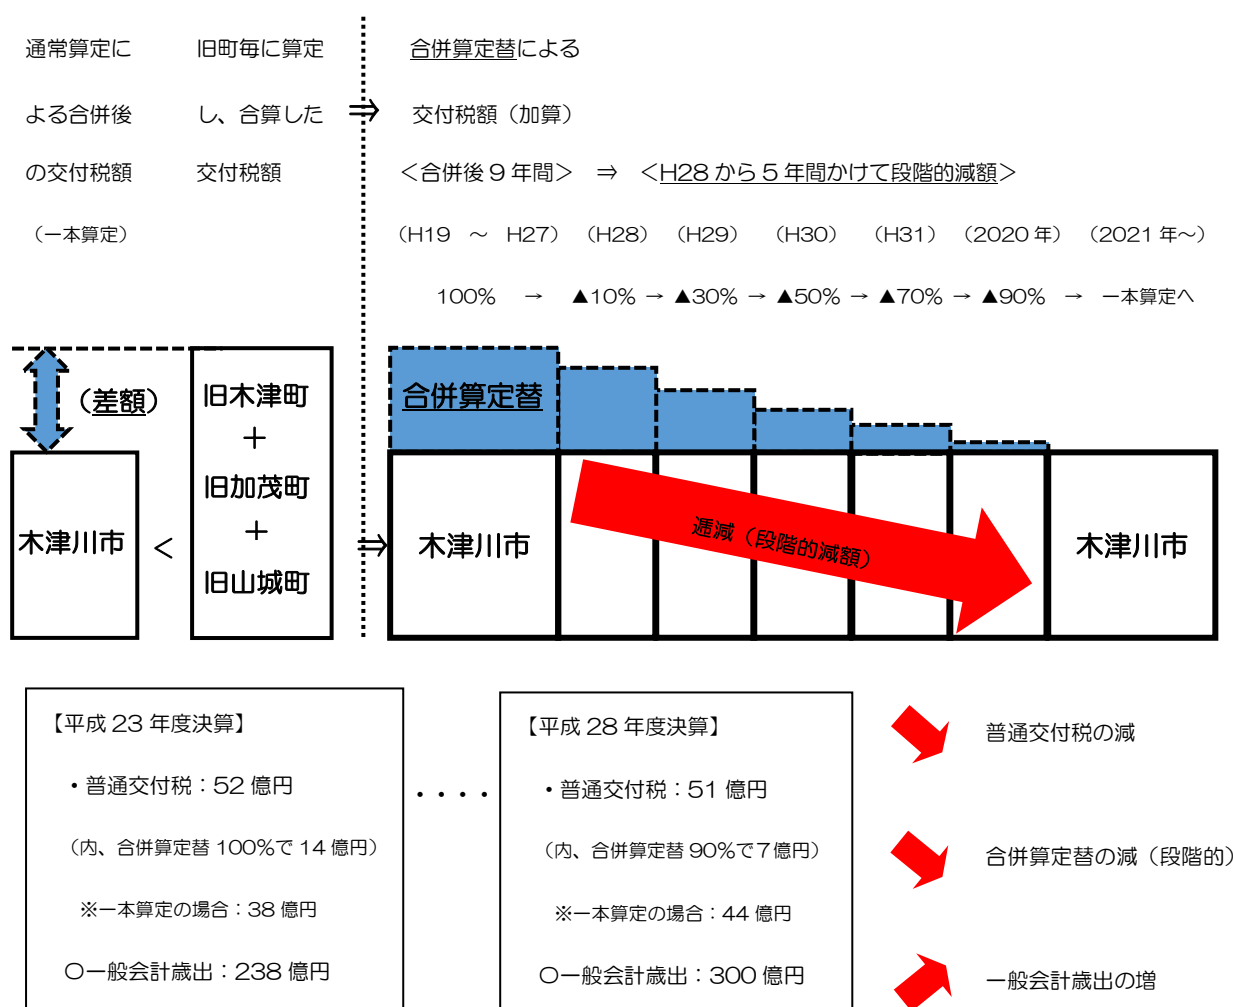 通常算定に
よる合併後
の交付税額
（一本算定）
旧町毎に算定
し、合算した
交付税額
⇒
合併算定替による
交付税額（加算）
＜合併後９年間＞ ⇒ ＜H28から５年間かけて段階的減額＞
（H19 ～ H27）（H28）（H29）（H30）（H31）（2020年）（2021年～）
100% → ▲10% → ▲30% → ▲50% → ▲70% → ▲90% → 一本算定へ
（差額）
木津川市
＜
旧木津町
＋
旧加茂町
＋
旧山城町
⇒
合併算定替
木津川市
逓減（段階的減額）
木津川市
【平成23年度決算】
・普通交付税：52億円
（内、合併算定替100%で14億円）
※一本算定の場合：38億円
〇一般会計歳出：238億円
・・・・
【平成28年度決算】
・普通交付税：51億円
（内、合併算定替90%で７億円）
※一本算定の場合：44億円
〇一般会計歳出：300億円
普通交付税の減
合併算定替の減（段階的）
一般会計歳出の増